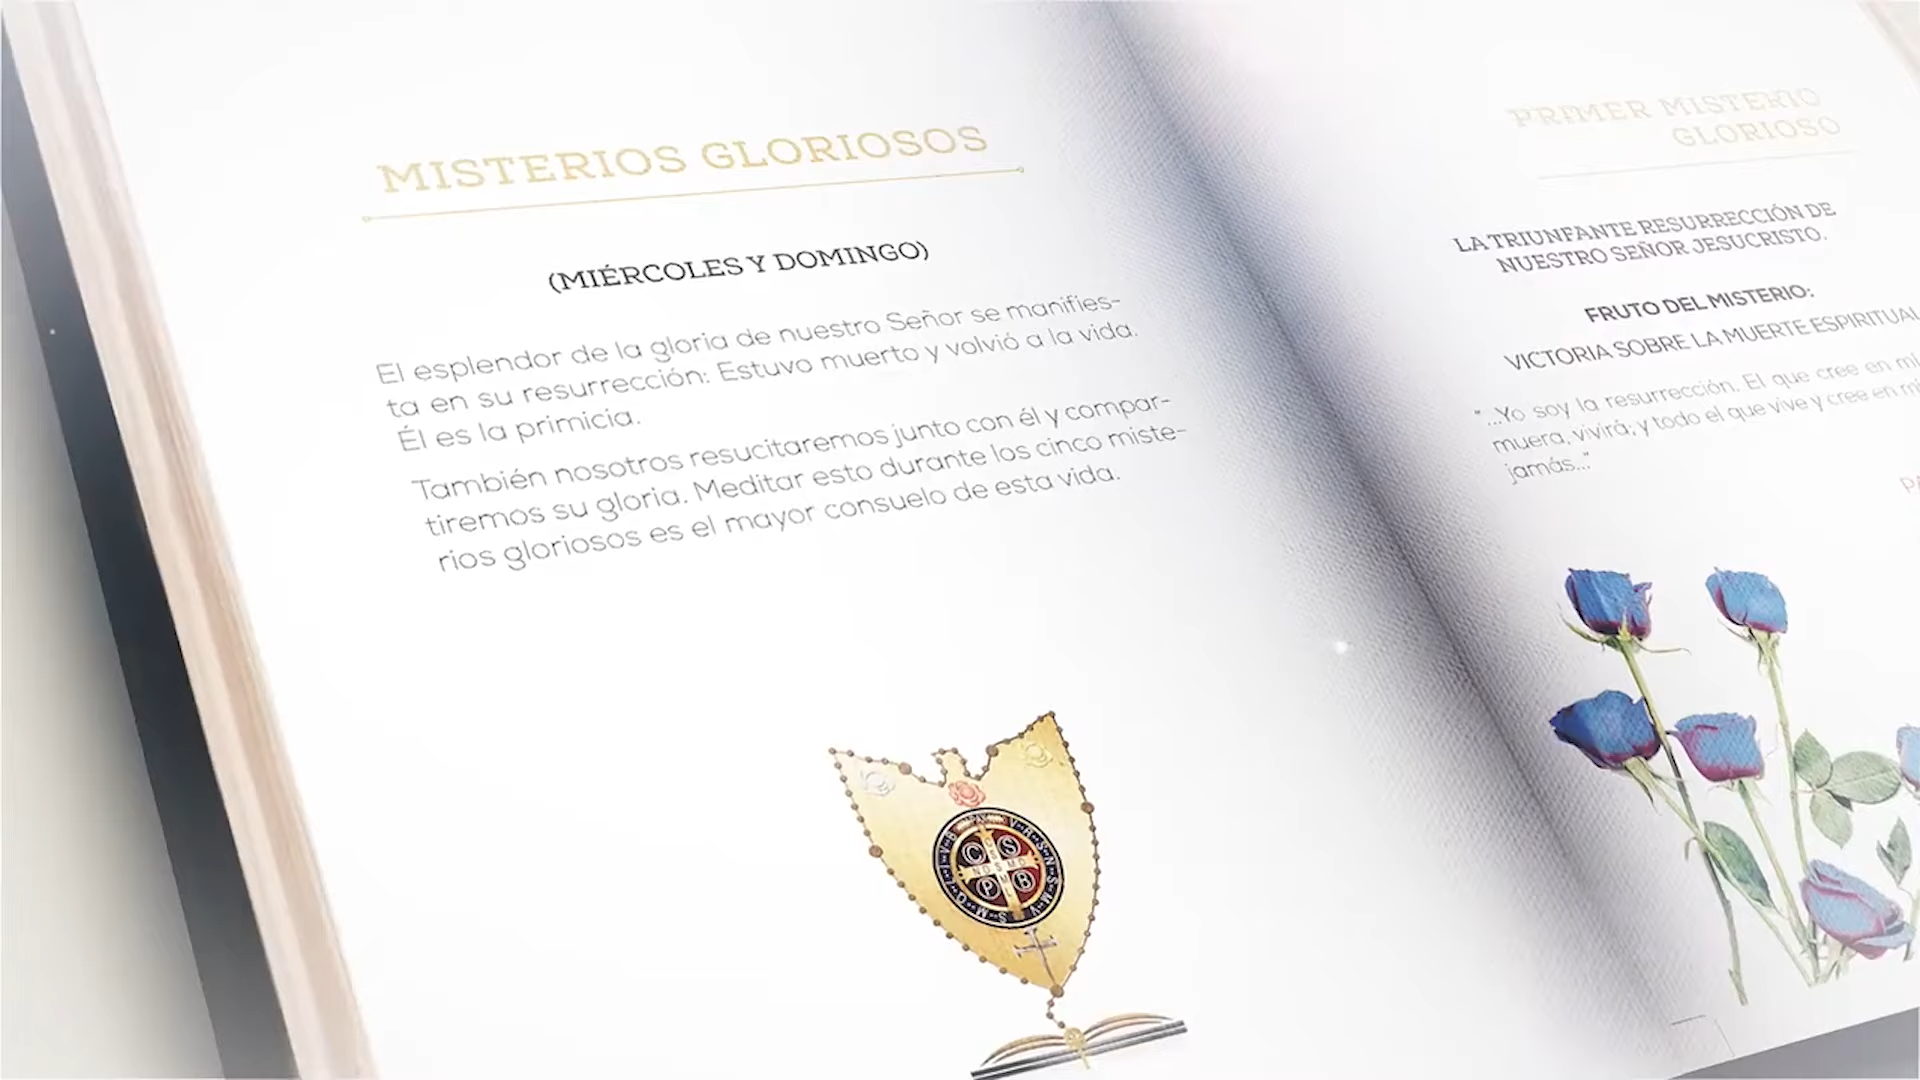 MISTERIOS GLORIOSOS
(MIÉRCOLES Y DOMINGO)
El esplendor de la gloria de nuestro Señor se manifies-
ta en su resurrección: Estuvo muerto y volvió a la vida.
Él es la primicia.
También nosotros resucitaremos junto con él y compar-
tiremos su gloria. Meditar esto durante los cinco miste-
rios gloriosos es el mayor consuelo de esta vida.
C S
P B
PRIMER MISTERIO
GLORIOSO
LA TRIUNFANTE RESURRECCIÓN DE
NUESTRO SEÑOR JESUCRISTO.
FRUTO DEL MISTERIO:
VICTORIA SOBRE LA MUERTE ESPIRITUAL
“...Yo soy la resurrección. El que cree en mí
muera, vivirá; y todo el que vive y cree en mí
jamás...”